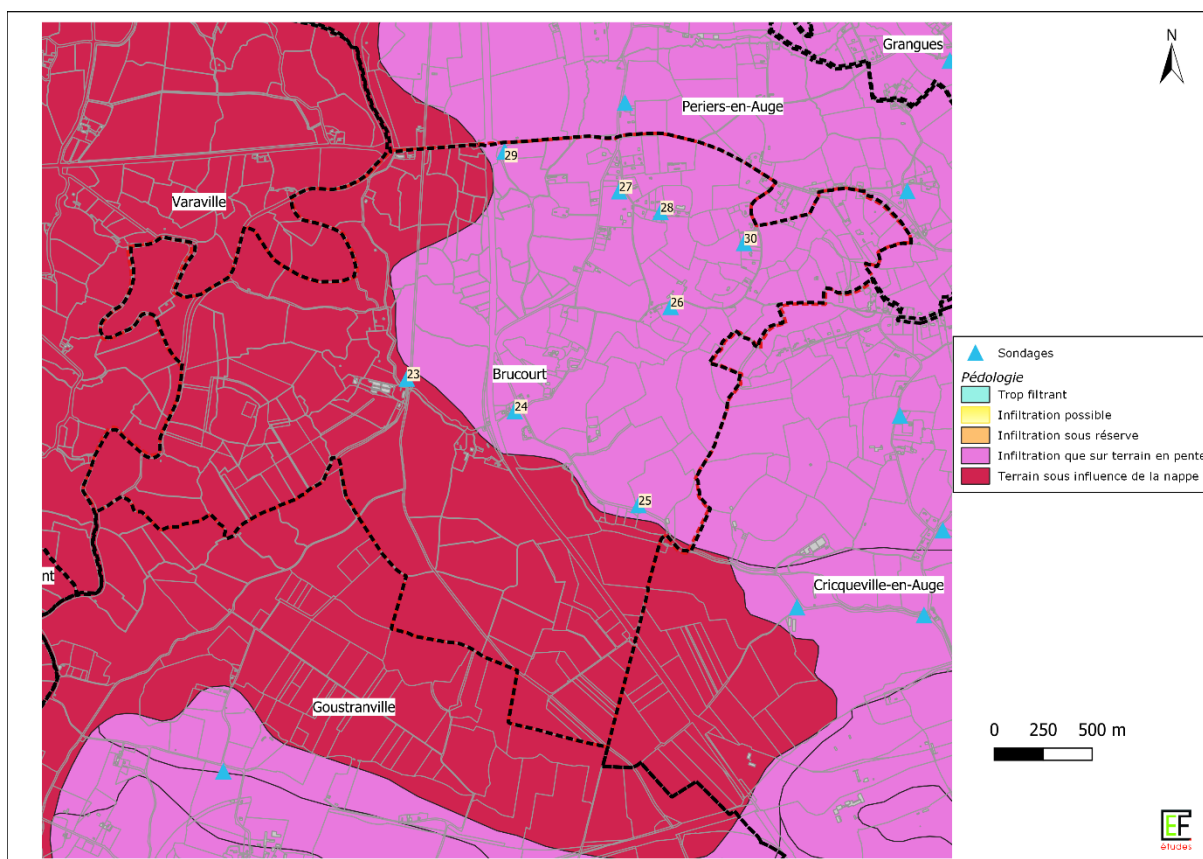 Grangues
N
Periers-en-Auge
29
Varaville
27
28
30
26
23
Brucourt
24
Sondages
Pédologie
Trop filtrant
Infiltration possible
Infiltration sous réserve
Infiltration que sur terrain en pente
Terrain sous influence de la nappe
25
nt
Cricqueville-en-Auge
Goustranville
0 250 500 m
EF
études